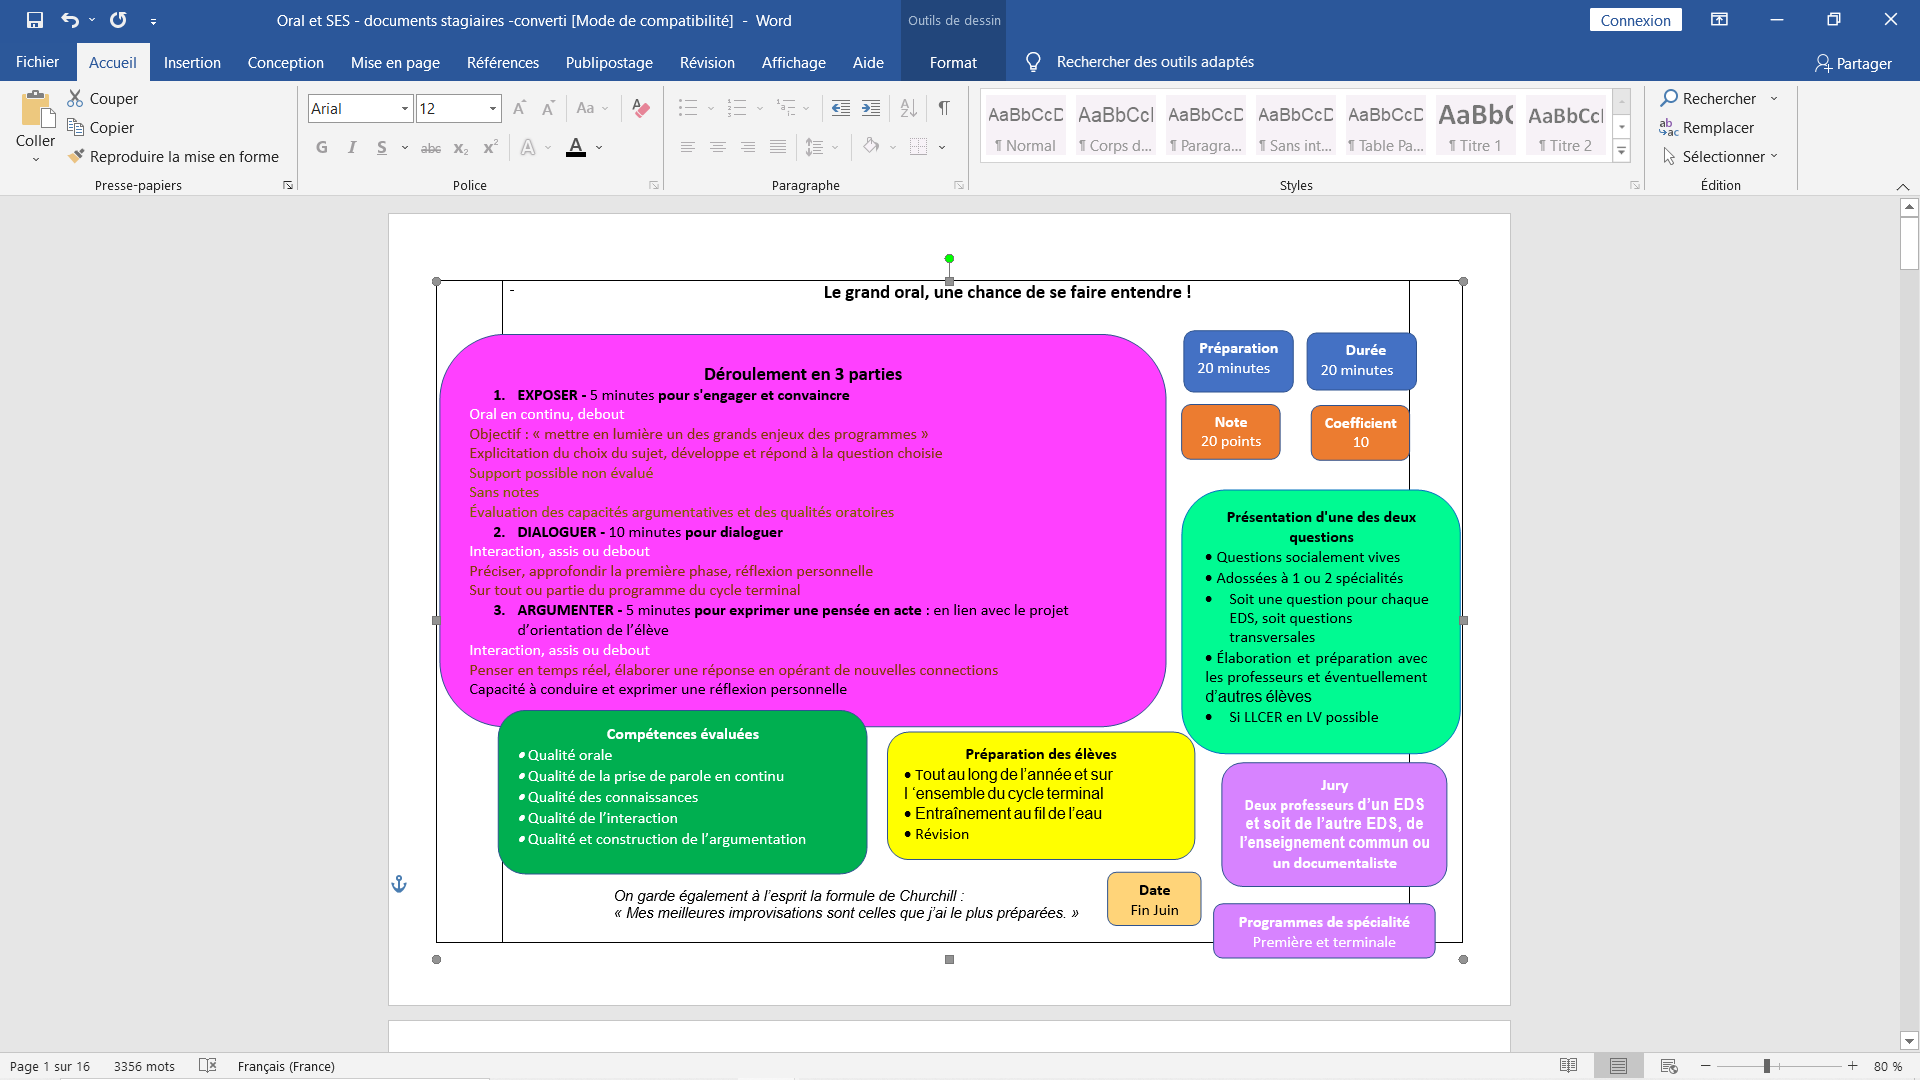 Oral et SES - documents stagiaires -converti [Mode de compatibilité] - Word
Outils de dessin
Connexion
Fichier
Accueil
Insertion
Conception
Mise en page
Références
Publipostage
Révision
Affichage
Aide
Format
Rechercher des outils adaptés
Partager
Coller
Couper
Copier
Reproduire la mise en forme
Presse-papiers
Arial
12
Aa
G I S abc x₂ x² A A
Police
Paragraphe
AaBbCcD
¶ Normal
AaBbCcI
¶ Corps d...
AaBbCcD
¶ Paragra...
AaBbCcD
¶ Sans int...
AaBbCcD
¶ Table Pa...
AaBb(
¶ Titre 1
AaBbCcI
¶ Titre 2
Styles
Rechercher
Remplacer
Sélectionner
Édition
-
Le grand oral, une chance de se faire entendre !
Déroulement en 3 parties
1. EXPOSER - 5 minutes pour s'engager et convaincre
Oral en continu, debout
Objectif : « mettre en lumière un des grands enjeux des programmes »
Explicitation du choix du sujet, développe et répond à la question choisie
Support possible non évalué
Sans notes
Évaluation des capacités argumentatives et des qualités oratoires
2. DIALOGUER - 10 minutes pour dialoguer
Interaction, assis ou debout
Préciser, approfondir la première phase, réflexion personnelle
Sur tout ou partie du programme du cycle terminal
3. ARGUMENTER - 5 minutes pour exprimer une pensée en acte : en lien avec le projet
d’orientation de l’élève
Interaction, assis ou debout
Penser en temps réel, élaborer une réponse en opérant de nouvelles connections
Capacité à conduire et exprimer une réflexion personnelle
Préparation
20 minutes
Durée
20 minutes
Note
20 points
Coefficient
10
Présentation d'une des deux
questions
• Questions socialement vives
• Adossées à 1 ou 2 spécialités
• Soit une question pour chaque
EDS, soit questions
transversales
• Élaboration et préparation avec
les professeurs et éventuellement
d’autres élèves
• Si LLCER en LV possible
Compétences évaluées
• Qualité orale
• Qualité de la prise de parole en continu
• Qualité des connaissances
• Qualité de l’interaction
• Qualité et construction de l’argumentation
Préparation des élèves
• Tout au long de l’année et sur
l ‘ensemble du cycle terminal
• Entraînement au fil de l’eau
• Révision
Jury
Deux professeurs d’un EDS
et soit de l’autre EDS, de
l’enseignement commun ou
un documentaliste
On garde également à l’esprit la formule de Churchill :
« Mes meilleures improvisations sont celles que j’ai le plus préparées. »
Date
Fin Juin
Programmes de spécialité
Première et terminale
Page 1 sur 16
3356 mots
Français (France)
80 %